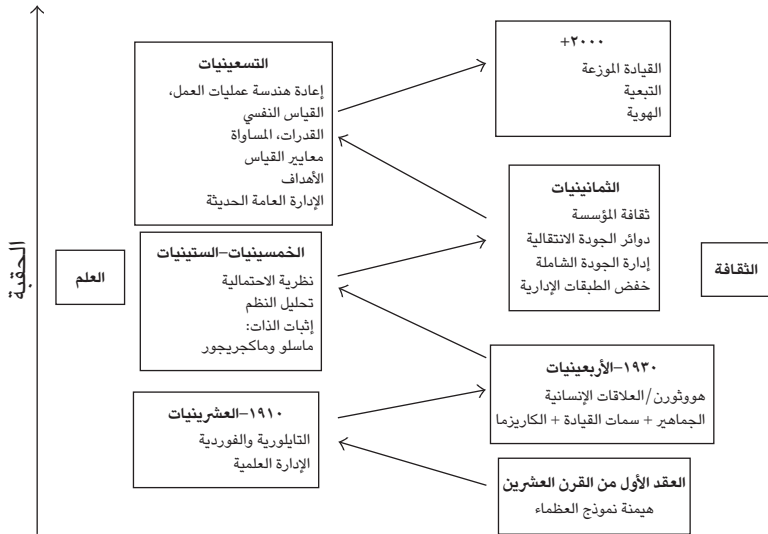 +٢٠٠٠
القيادة الموزعة
التبعية
الهوية
التسعينيات
إعادة هندسة عمليات العمل،
القياس النفسي
القدرات، المساواة
معايير القياس
الأهداف
الإدارة العامة الحديثة
الثمانينيات
ثقافة المؤسسة
دوائر الجودة الانتقالية
إدارة الجودة الشاملة
خفض الطبقات الإدارية
الثقافة
الخمسينيات–الستينيات
نظرية الاحتمالية
تحليل النظم
إثبات الذات:
ماسلو وماكجريجور
العلم
الحقبة
١٩٣٠–الأربعينيات
هووثورن/العلاقات الإنسانية
الجماهير + سمات القيادة + الكاريزما
١٩١٠–العشرينيات
التايلورية والفوردية
الإدارة العلمية
العقد الأول من القرن العشرين
هيمنة نموذج العظماء